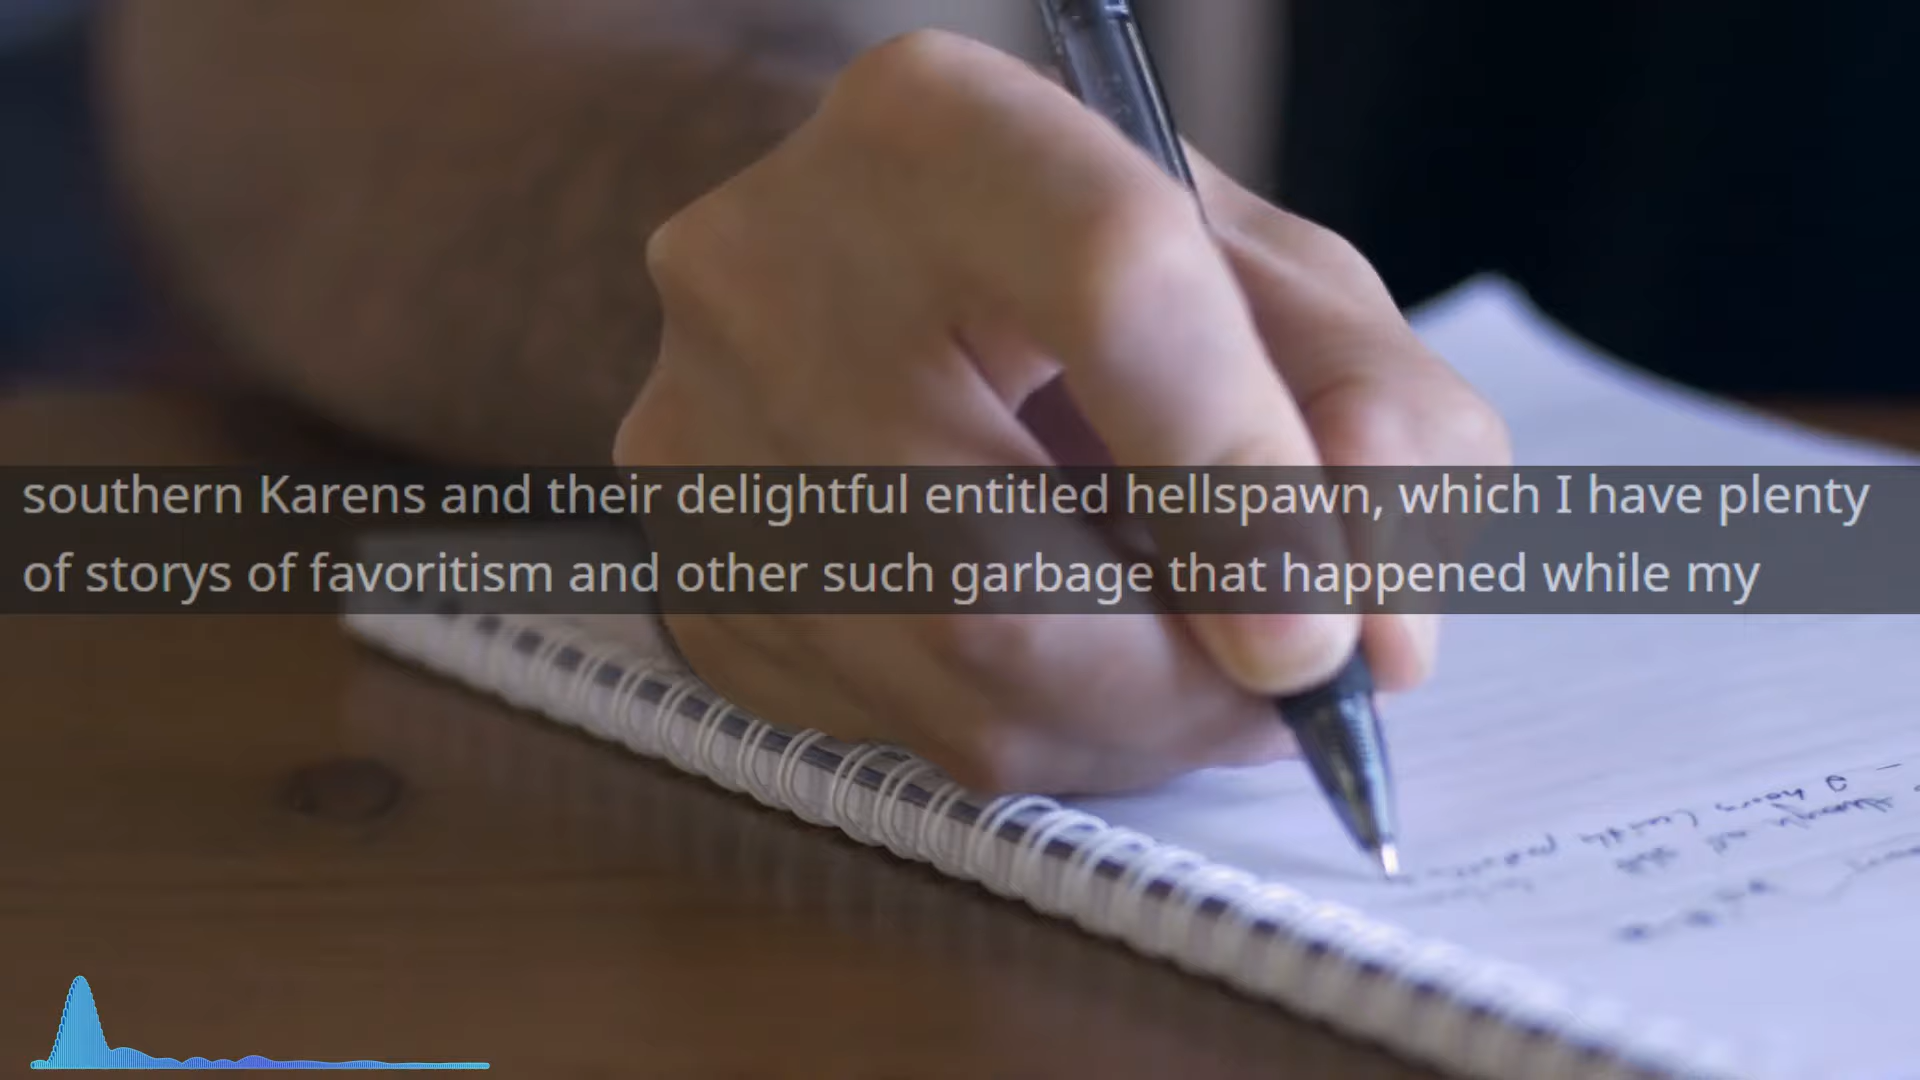 southern Karens and their delightful entitled hellspawn, which I have plenty
of storys of favoritism and other such garbage that happened while my